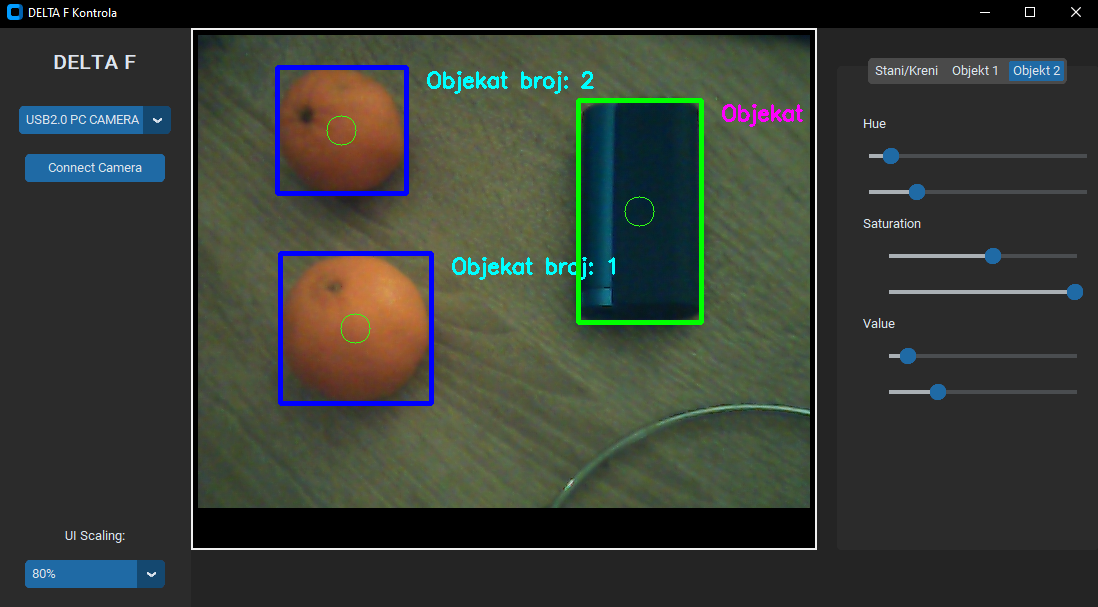 DELTA F Kontrola
DELTA F
USB2.0 PC CAMERA
Connect Camera
UI Scaling:
80%
Objekat broj: 2
Objekat
Objekat broj: 1
Stani/Kreni Objekt 1 Objekt 2
Hue
Saturation
Value